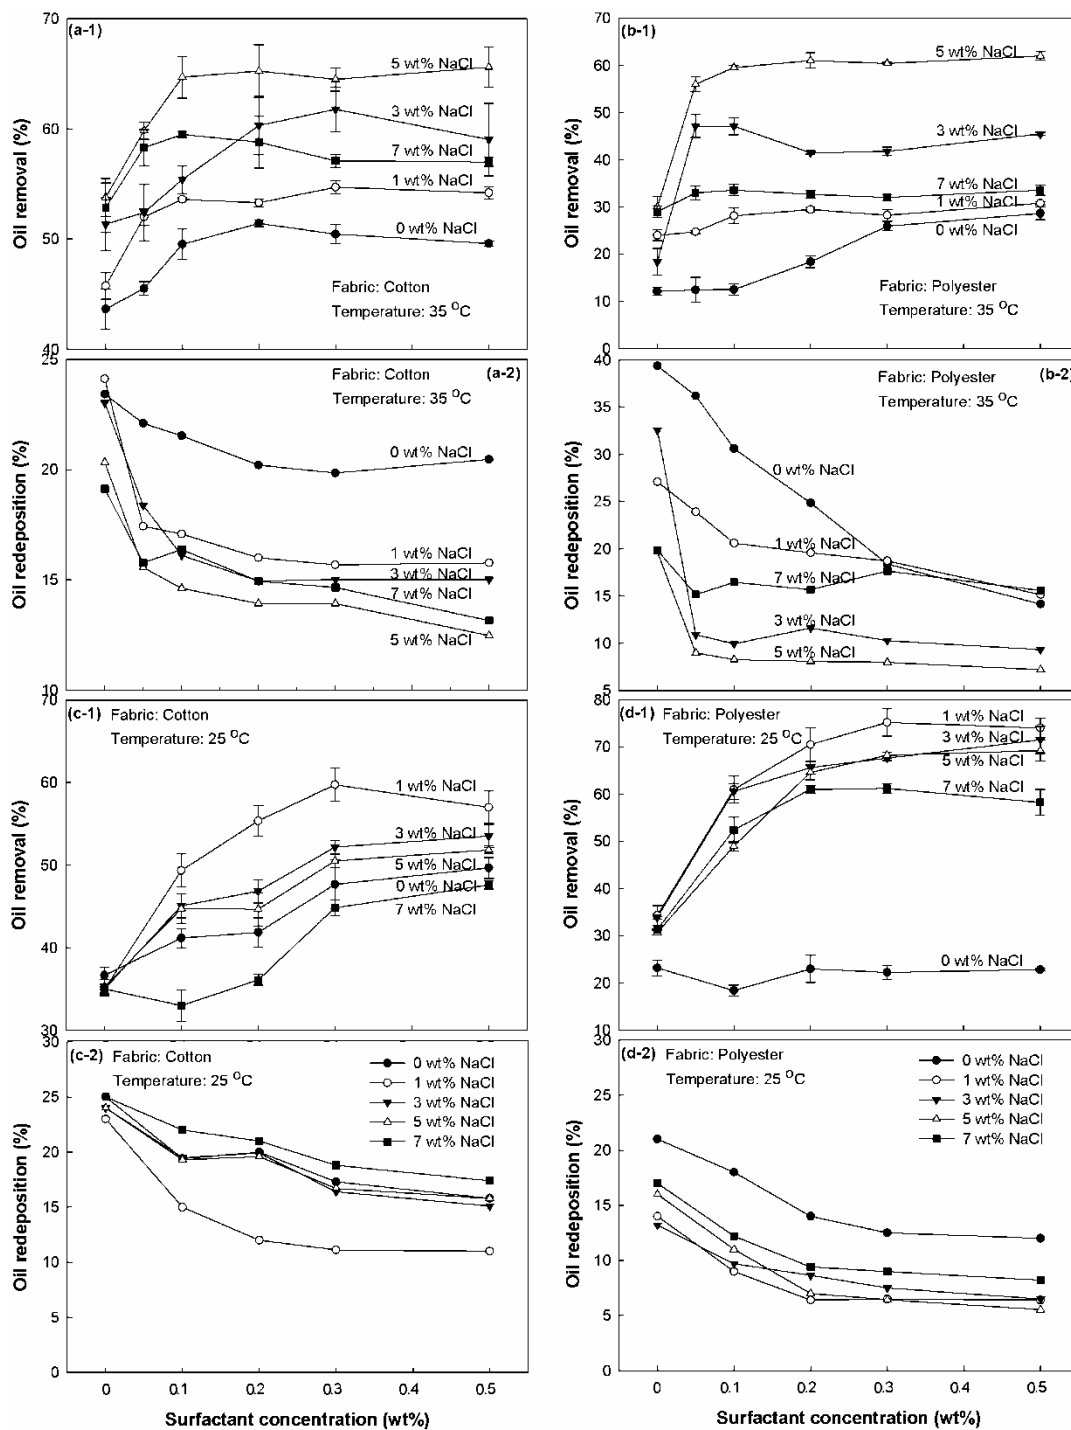 (a-1)
70
60
50
40
Oil removal (%)
5 wt% NaCl
3 wt% NaCl
7 wt% NaCl
1 wt% NaCl
0 wt% NaCl
Fabric: Cotton
Temperature: 35 °C
(b-1)
70
60
50
40
30
20
10
0
Oil removal (%)
5 wt% NaCl
3 wt% NaCl
7 wt% NaCl
1 wt% NaCl
0 wt% NaCl
Fabric: Polyester
Temperature: 35 °C
(a-2)
25
20
15
10
Oil redeposition (%)
Fabric: Cotton
Temperature: 35 °C
0 wt% NaCl
1 wt% NaCl
3 wt% NaCl
7 wt% NaCl
5 wt% NaCl
(b-2)
40
35
30
25
20
15
10
5
Oil redeposition (%)
Fabric: Polyester
Temperature: 35 °C
0 wt% NaCl
1 wt% NaCl
7 wt% NaCl
3 wt% NaCl
5 wt% NaCl
(c-1)
Fabric: Cotton
Temperature: 25 °C
70
60
50
40
30
Oil removal (%)
1 wt% NaCl
3 wt% NaCl
5 wt% NaCl
0 wt% NaCl
7 wt% NaCl
(d-1)
Fabric: Polyester
Temperature: 25 °C
80
70
60
50
40
30
20
10
Oil removal (%)
1 wt% NaCl
3 wt% NaCl
5 wt% NaCl
7 wt% NaCl
0 wt% NaCl
(c-2)
Fabric: Cotton
Temperature: 25 °C
30
25
20
15
10
5
0
Oil redeposition (%)
0 wt% NaCl
1 wt% NaCl
3 wt% NaCl
5 wt% NaCl
7 wt% NaCl
0
0.1
0.2
0.3
0.4
0.5
Surfactant concentration (wt%)
(d-2)
Fabric: Polyester
Temperature: 25 °C
30
25
20
15
10
5
0
Oil redeposition (%)
0 wt% NaCl
1 wt% NaCl
3 wt% NaCl
5 wt% NaCl
7 wt% NaCl
0
0.1
0.2
0.3
0.4
0.5
Surfactant concentration (wt%)